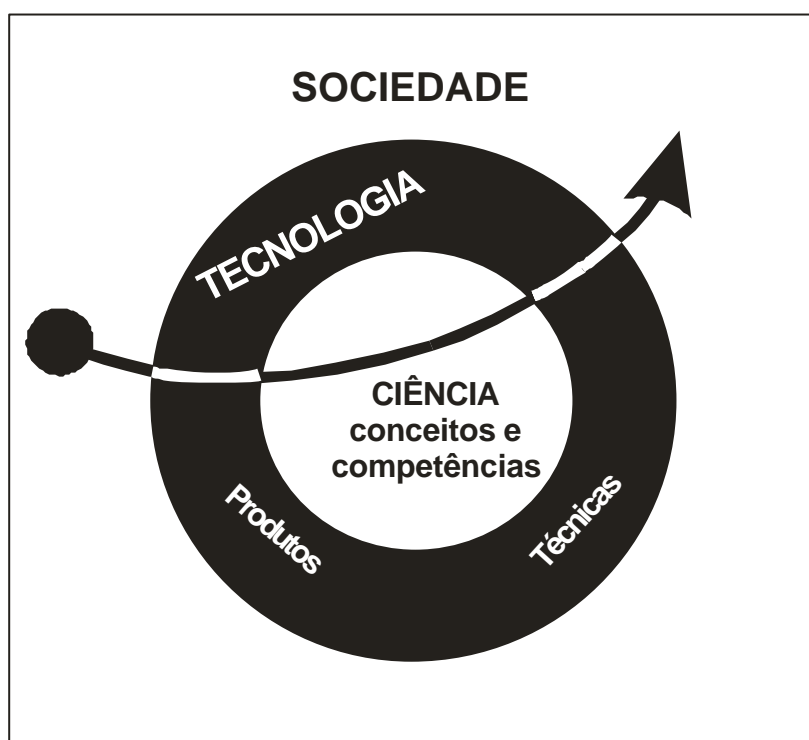 SOCIEDADE
TECNOLOGIA
CIÊNCIA
conceitos e
competências
Produtos
Técnicas